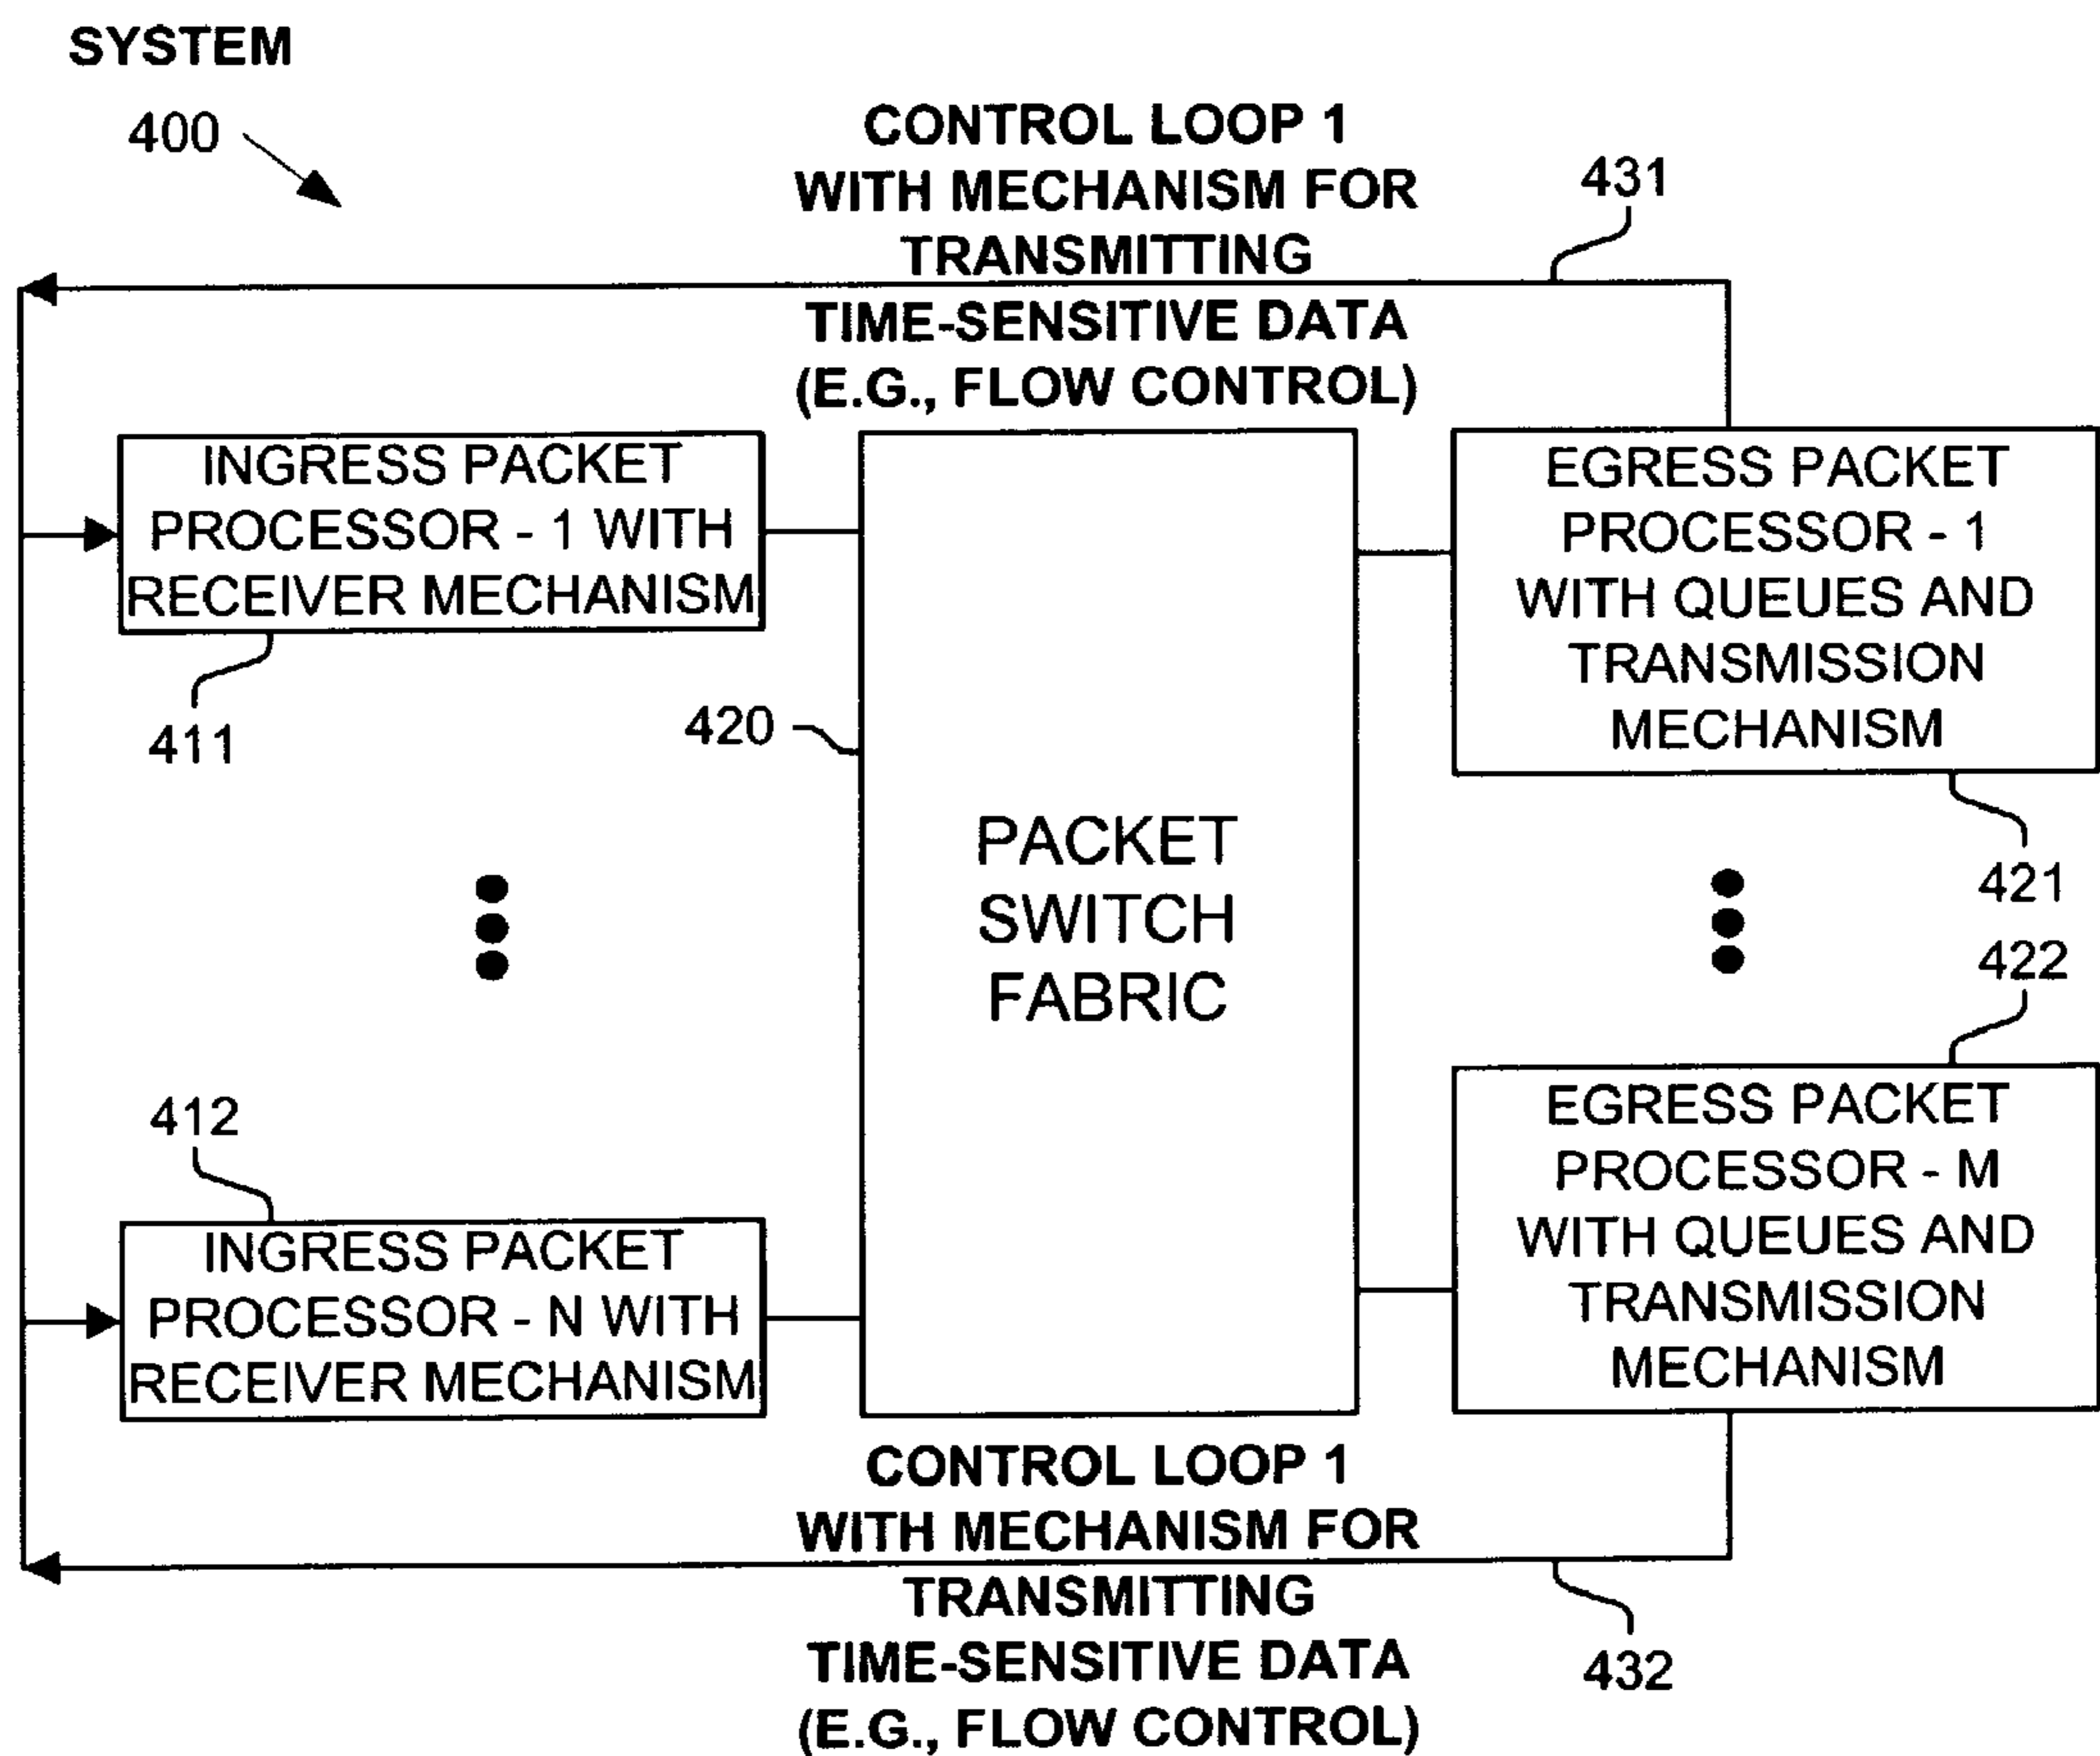 SYSTEM
400
CONTROL LOOP 1
WITH MECHANISM FOR
TRANSMITTING
TIME-SENSITIVE DATA
(E.G., FLOW CONTROL)
431
INGRESS PACKET
PROCESSOR - 1 WITH
RECEIVER MECHANISM
411
420
PACKET
SWITCH
FABRIC
EGRESS PACKET
PROCESSOR - 1
WITH QUEUES AND
TRANSMISSION
MECHANISM
421
422
412
INGRESS PACKET
PROCESSOR - N WITH
RECEIVER MECHANISM
EGRESS PACKET
PROCESSOR - M
WITH QUEUES AND
TRANSMISSION
MECHANISM
CONTROL LOOP 1
WITH MECHANISM FOR
TRANSMITTING
TIME-SENSITIVE DATA
(E.G., FLOW CONTROL)
432